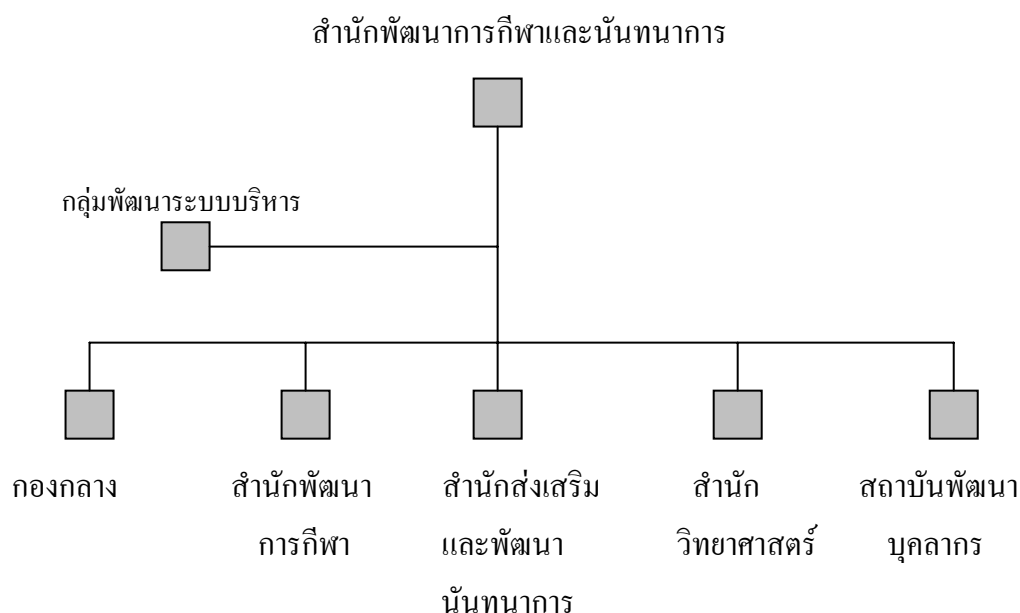 สำนักพัฒนาการกีฬาและนันทนาการ
กลุ่มพัฒนาระบบบริหาร
กองกลาง
สำนักพัฒนา
การกีฬา
สำนักส่งเสริม
และพัฒนา
นันทนาการ
สำนัก
วิทยาศาสตร์
สถาบันพัฒนา
บุคลากร